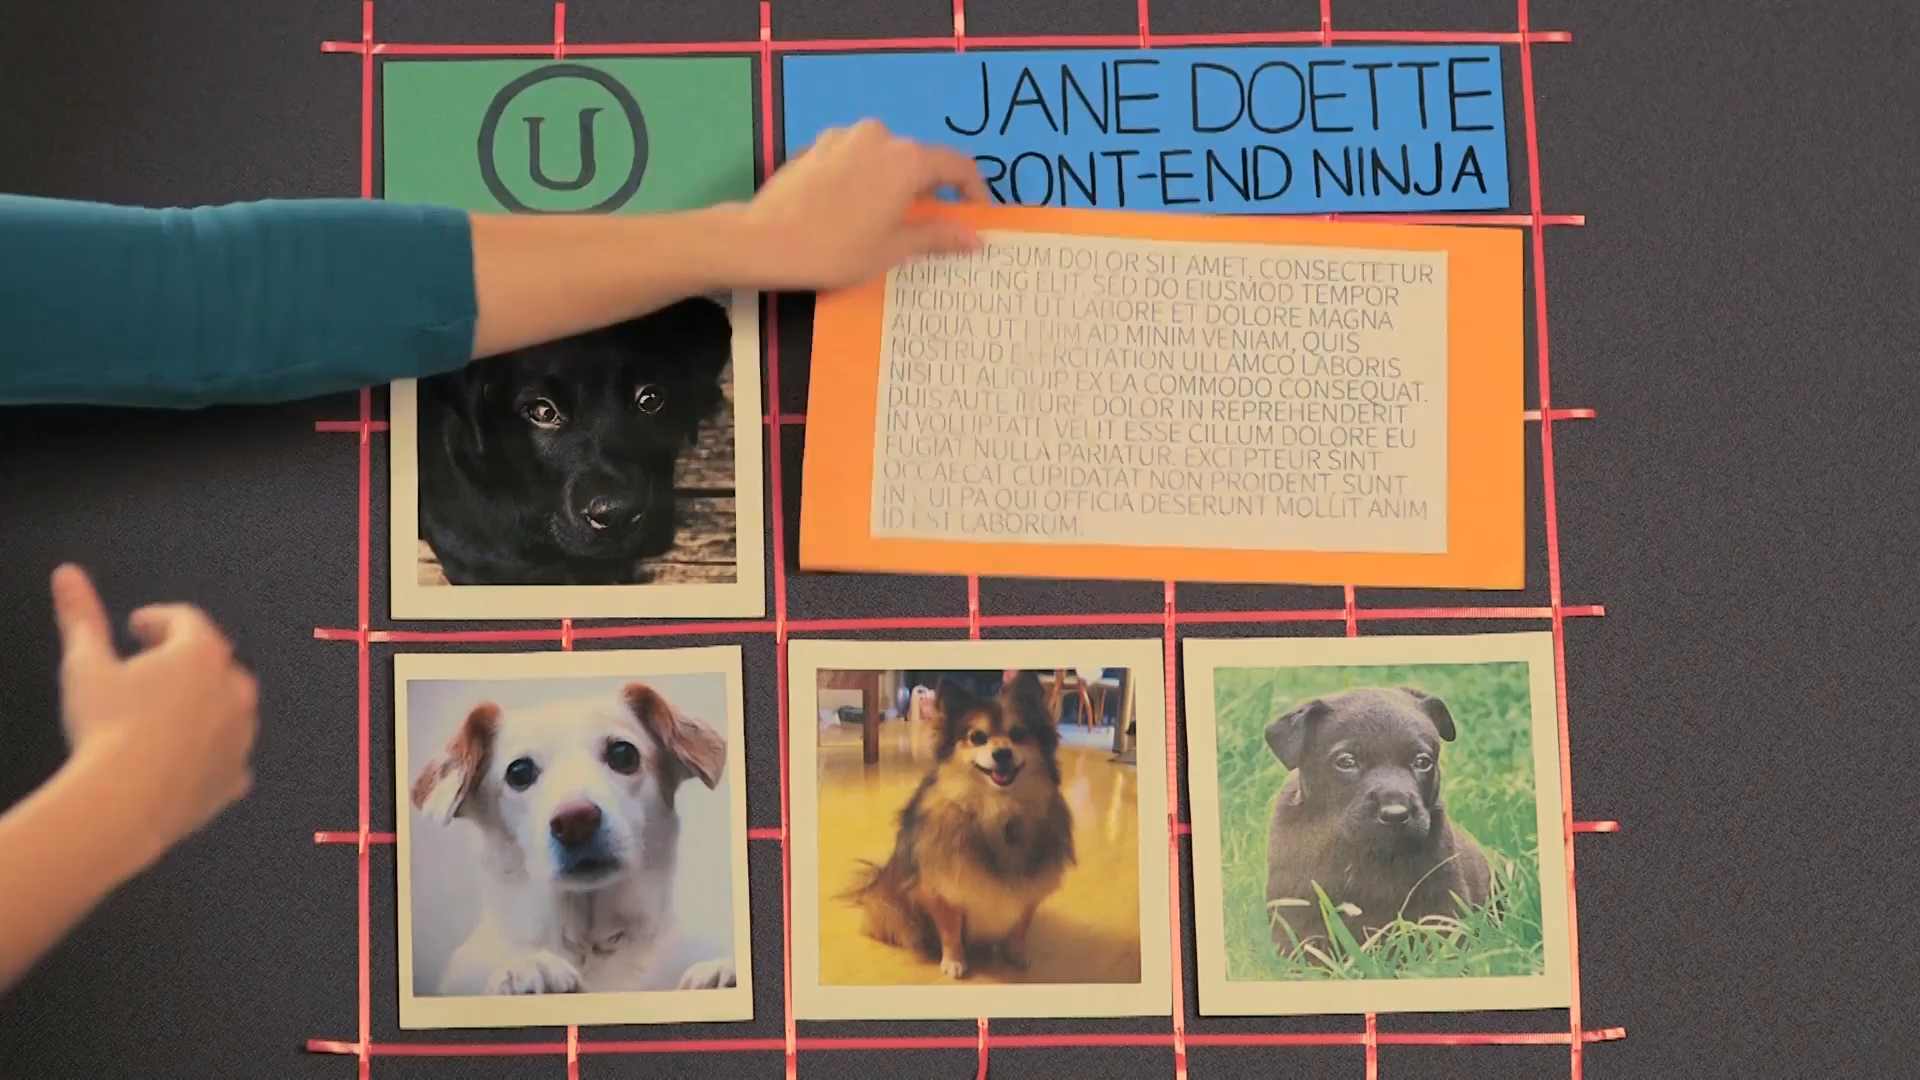 U
JANE DOETTE
RONT-END NINJA
IPSUM DOLOR SIT AMET, CONSECTETUR
ADIPISICING ELIT, SED DO EIUSMOD TEMPOR
INCIDIDUNT UT LABORE ET DOLORE MAGNA
ALIQUA. UT ENIM AD MINIM VENIAM, QUIS
NOSTRUD EXERCITATION ULLAMCO LABORIS
NISI UT ALIQUIP EX EA COMMODO CONSEQUAT.
DUIS AUTE IRURE DOLOR IN REPREHENDERIT
IN VOLUPTATE VELIT ESSE CILLUM DOLORE EU
FUGIAT NULLA PARIATUR. EXCEPTEUR SINT
OCCAECAT CUPIDATAT NON PROIDENT, SUNT
IN CULPA QUI OFFICIA DESERUNT MOLLIT ANIM
ID EST LABORUM.